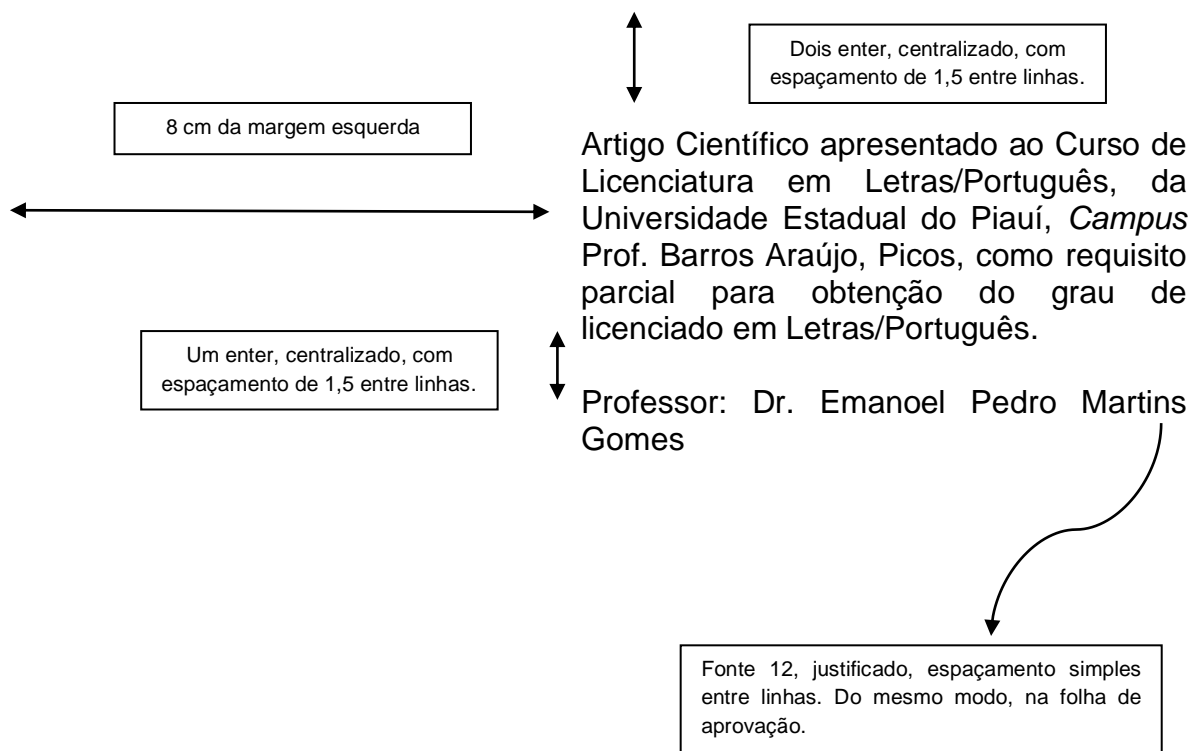 Dois enter, centralizado, com
espaçamento de 1,5 entre linhas.
8 cm da margem esquerda
Artigo Científico apresentado ao Curso de
Licenciatura em Letras/Português, da
Universidade Estadual do Piauí, Campus
Prof. Barros Araújo, Picos, como requisito
parcial para obtenção do grau de
licenciado em Letras/Português.
Um enter, centralizado, com
espaçamento de 1,5 entre linhas.
Professor: Dr. Emanoel Pedro Martins
Gomes
Fonte 12, justificado, espaçamento simples
entre linhas. Do mesmo modo, na folha de
aprovação.